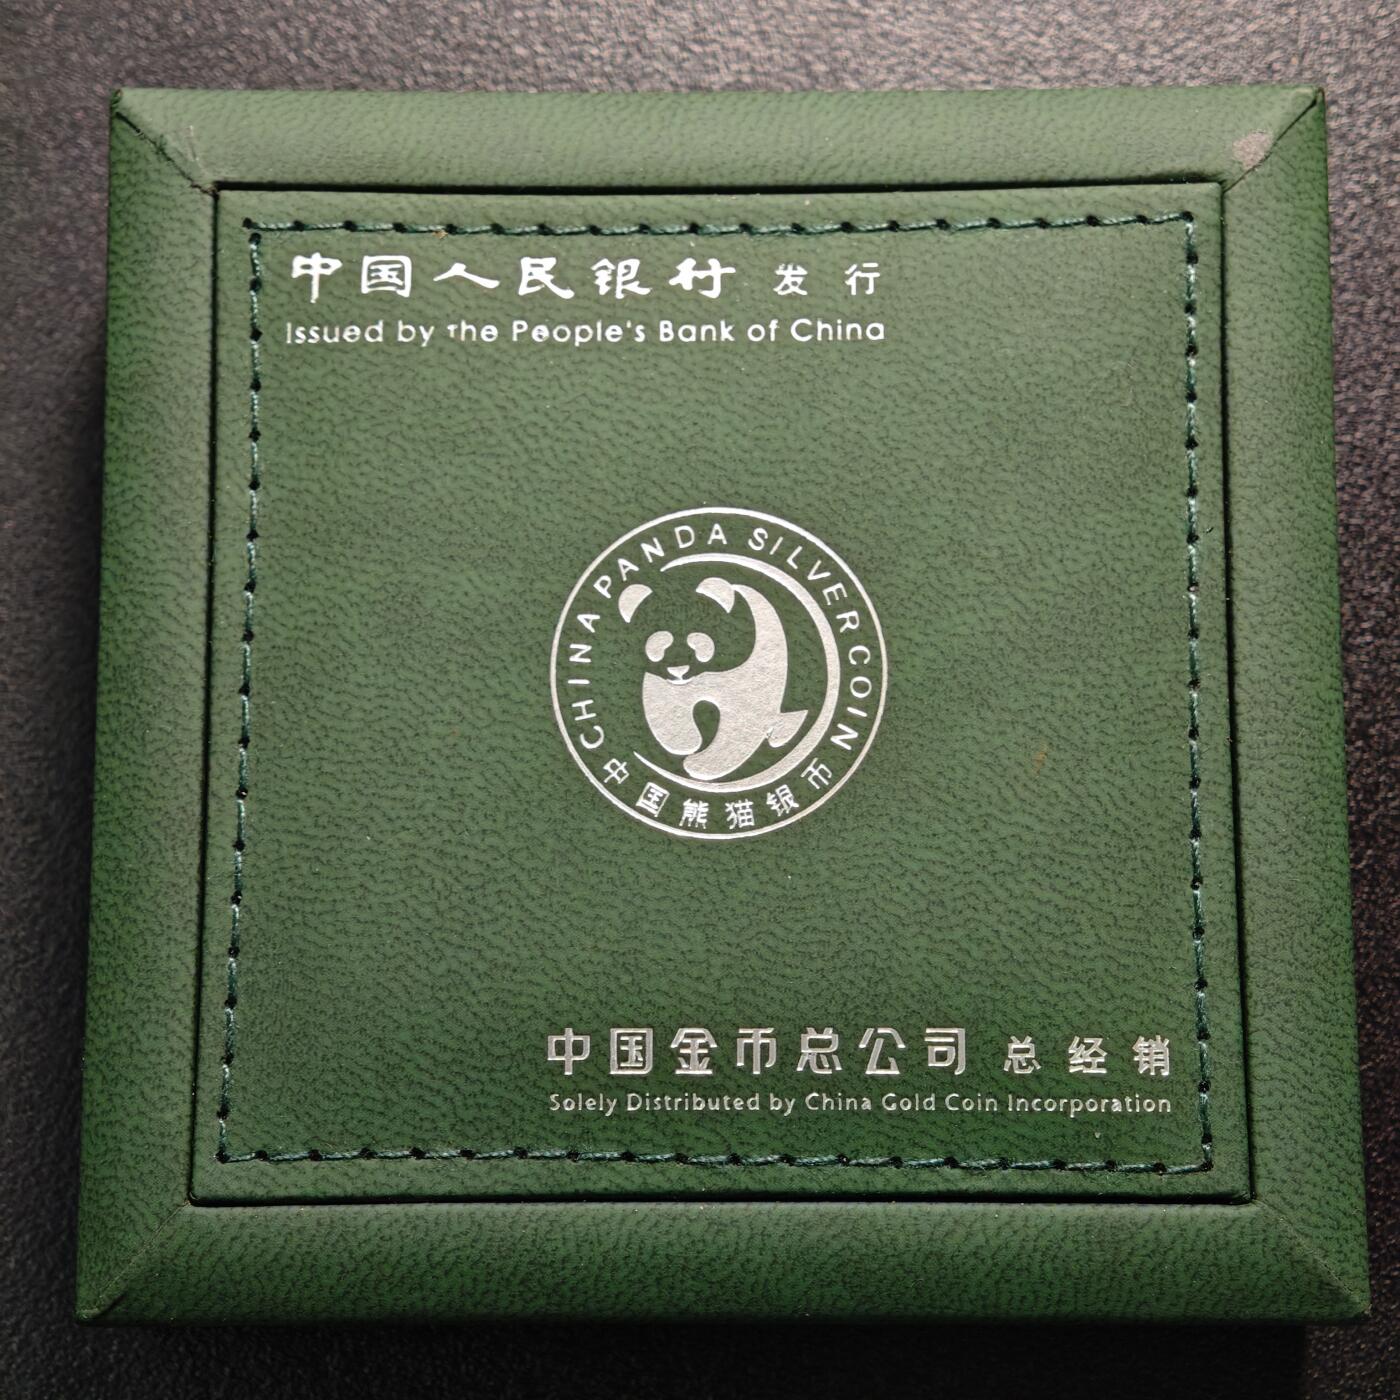 中国人民银行 发行
Issued by the People's Bank of China
CHINA PANDA SILVER COIN
中国熊猫银币
中国金币总公司 总经销
Solely Distributed by China Gold Coin Incorporation